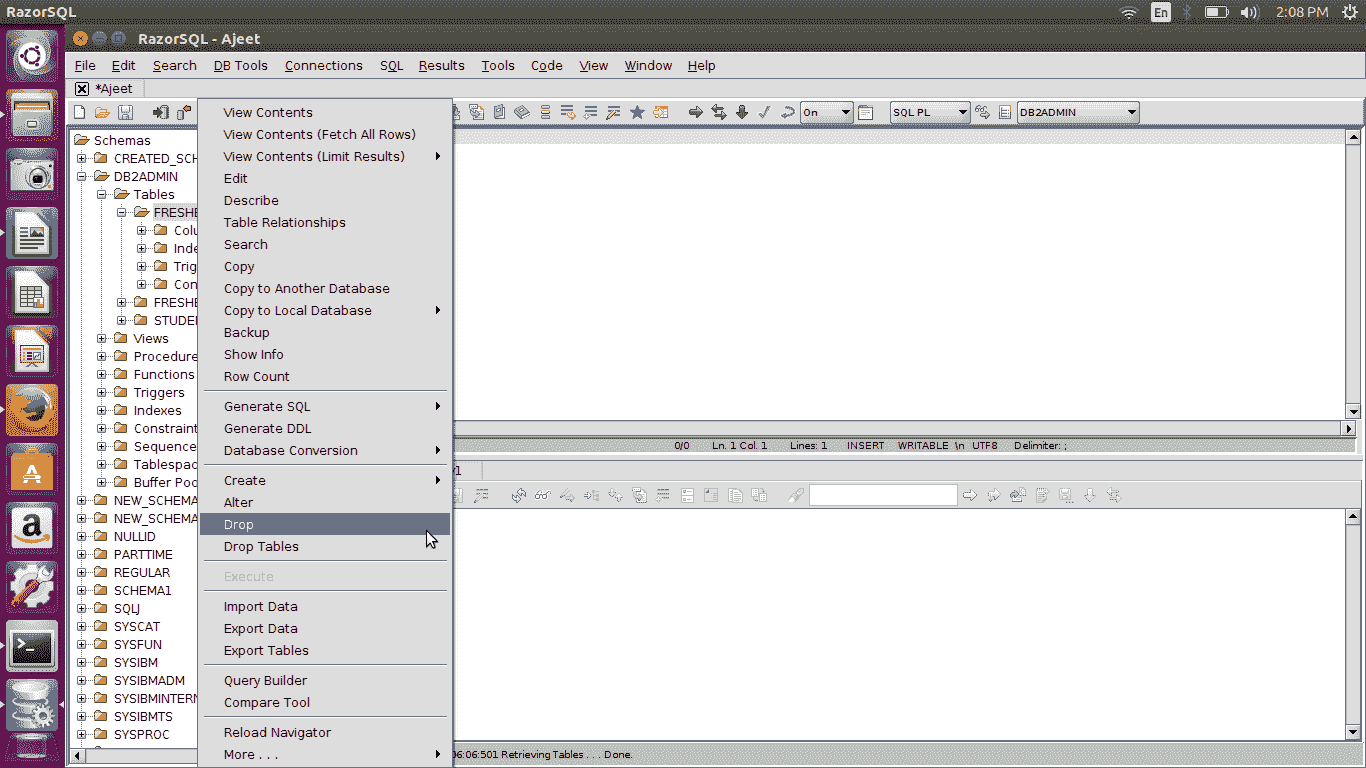 RazorSQL
En
2:08 PM
RazorSQL - Ajeet
File Edit Search DB Tools Connections SQL Results Tools Code View Window Help
*Ajeet
On
SQL PL
DB2ADMIN
Schemas
CREATED_SCH
DB2ADMIN
Tables
FRESHE
Colu
Inde
Trig
Con
FRESHE
STUDEN
Views
Procedure
Functions
Triggers
Indexes
Constraint
Sequence
Tablespac
Buffer Poo
NEW_SCHEMA
NEW_SCHEMA
NULLID
PARTTIME
REGULAR
SCHEMA1
SQLJ
SYSCAT
SYSFUN
SYSIBM
SYSIBMADM
SYSIBMINTERN
SYSIBMTS
SYSPROC
View Contents
View Contents (Fetch All Rows)
View Contents (Limit Results)
Edit
Describe
Table Relationships
Search
Copy
Copy to Another Database
Copy to Local Database
Backup
Show Info
Row Count
Generate SQL
Generate DDL
Database Conversion
Create
Alter
Drop
Drop Tables
Execute
Import Data
Export Data
Export Tables
Query Builder
Compare Tool
Reload Navigator
More . . .
0/0 Ln. 1 Col. 1 Lines: 1 INSERT WRITABLE \n UTF8 Delimiter: ;
06:06:501 Retrieving Tables . . . Done.